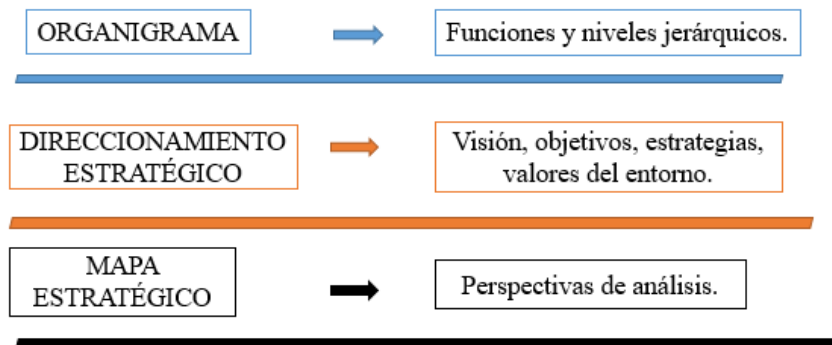 ORGANIGRAMA
Funciones y niveles jerárquicos.
DIRECCIONAMIENTO
ESTRATÉGICO
Visión, objetivos, estrategias,
valores del entorno.
MAPA
ESTRATÉGICO
Perspectivas de análisis.